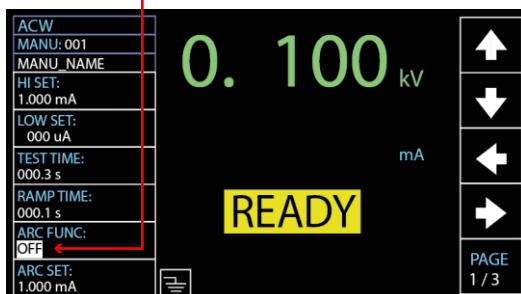 ACW
MANU: 001
MANU_NAME
HI SET:
1.000 mA
LOW SET:
000 uA
TEST TIME:
000.3 s
RAMP TIME:
000.1 s
ARC FUNC:
OFF
ARC SET:
1.000 mA
0. 100 kV
mA
READY
PAGE
1 / 3